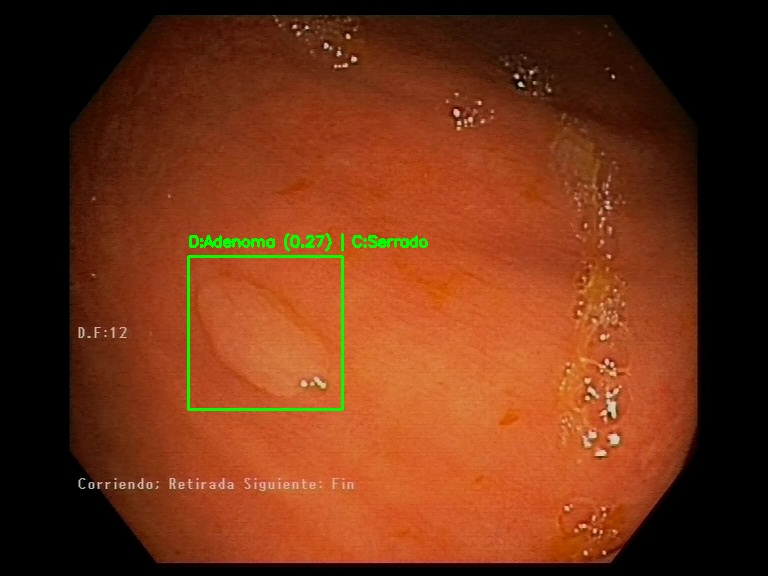 D:Adenoma (0.27) | C:Serrado
D.F:12
Corriendo; Retirada Siguiente: Fin